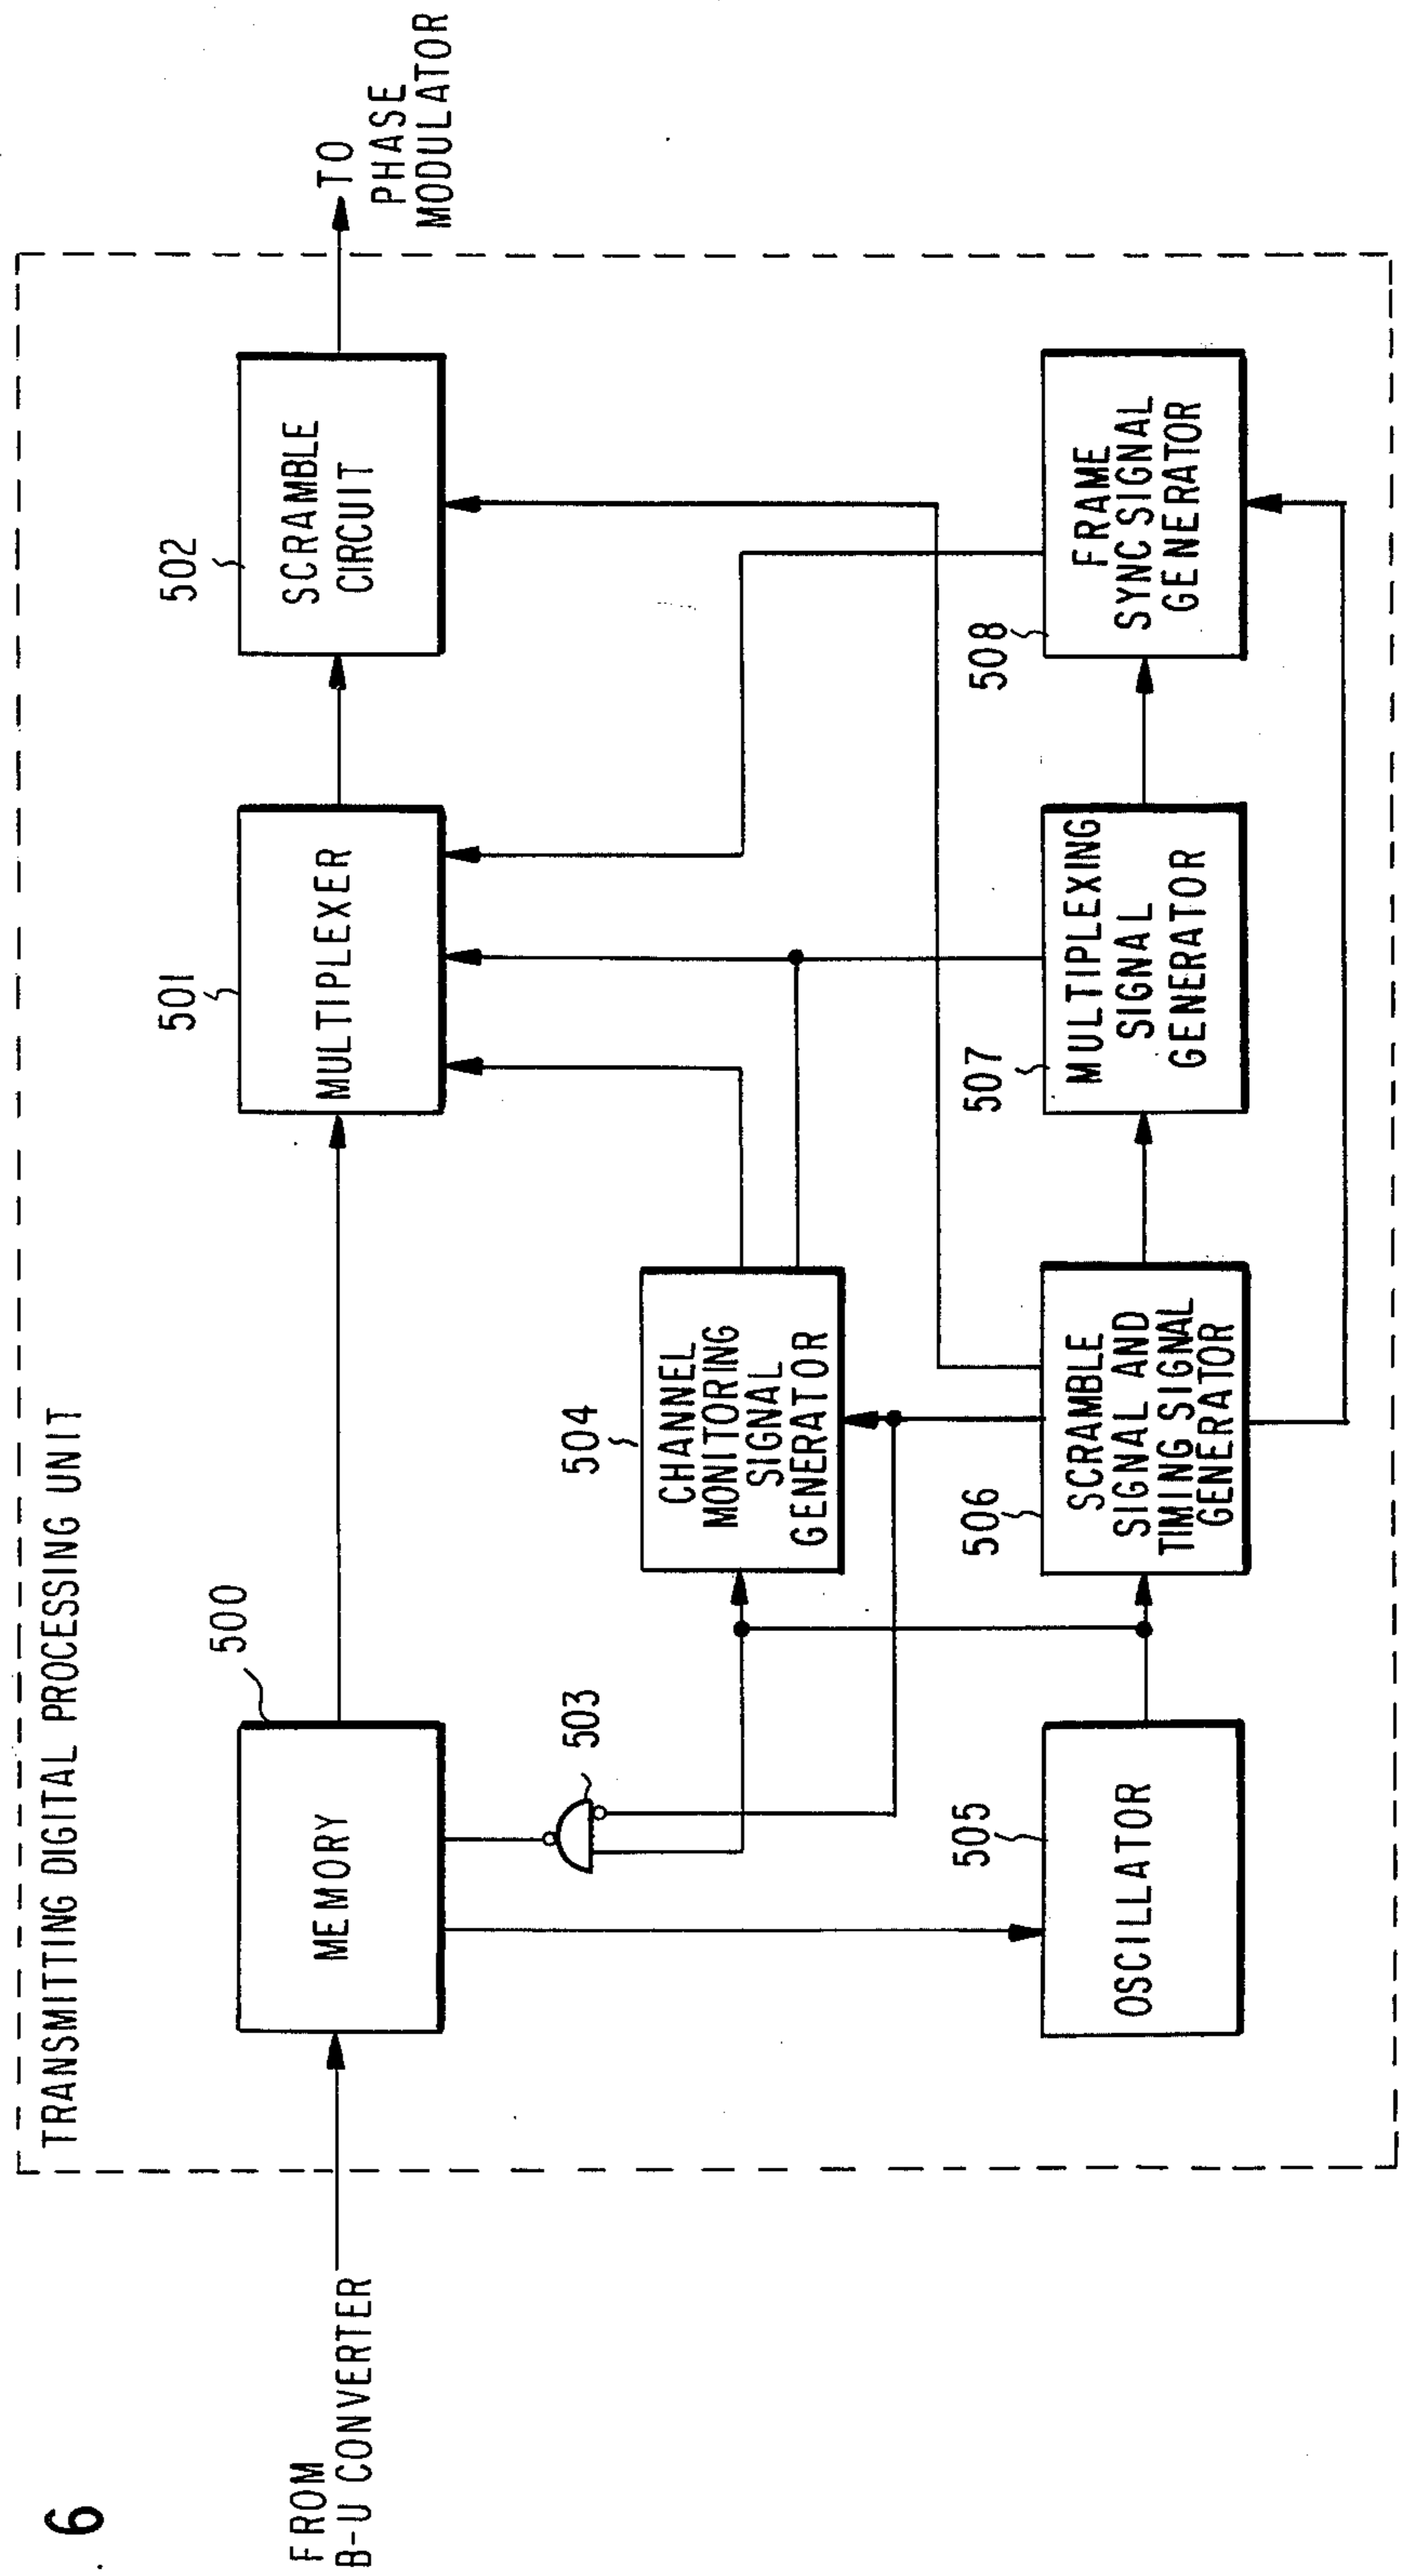 6
TRANSMITTING DIGITAL PROCESSING UNIT
FROM
B-U CONVERTER
500
MEMORY
501
MULTIPLEXER
502
SCRAMBLE
CIRCUIT
TO
PHASE
MODULATOR
503
504
CHANNEL
MONITORING
SIGNAL
GENERATOR
505
OSCILLATOR
506
SCRAMBLE
SIGNAL AND
TIMING SIGNAL
GENERATOR
507
MULTIPLEXING
SIGNAL
GENERATOR
508
FRAME
SYNC SIGNAL
GENERATOR